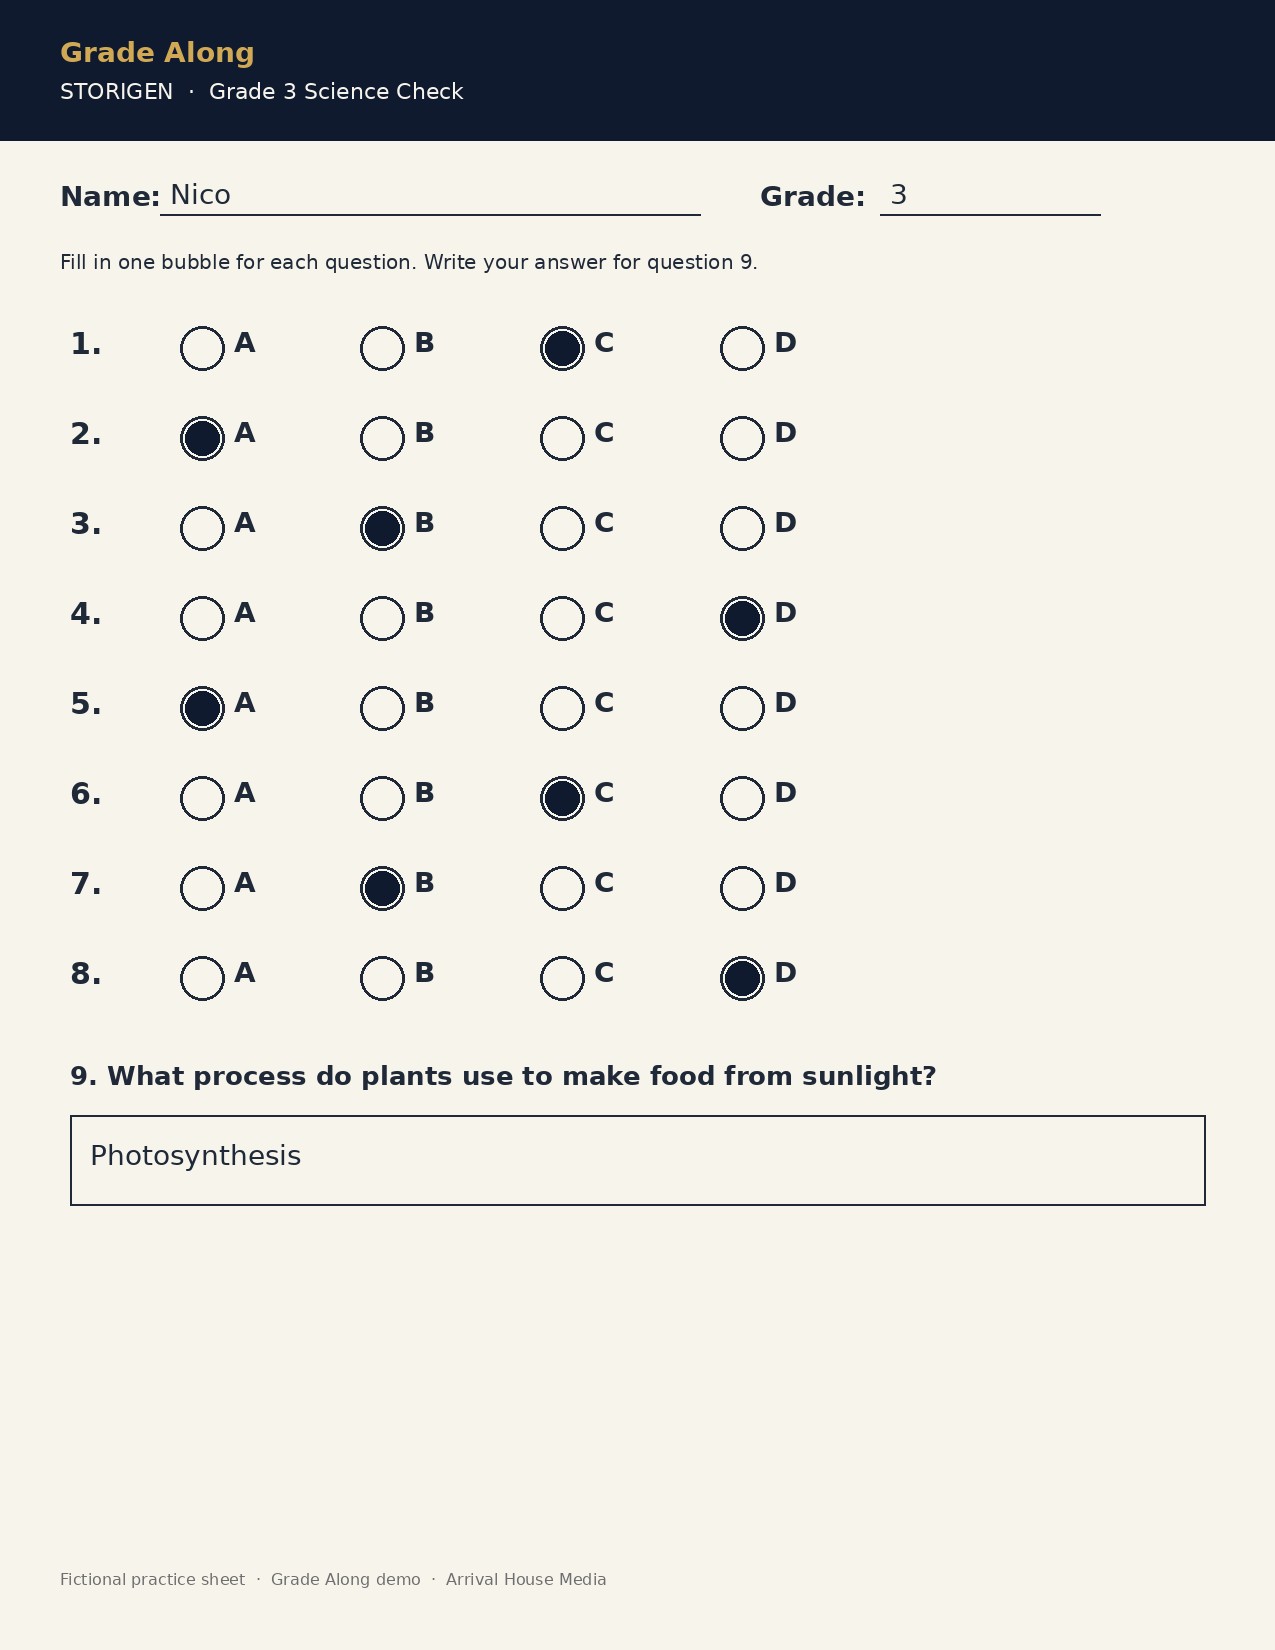 Grade Along
STORIGEN · Grade 3 Science Check
Name: Nico Grade: 3
Fill in one bubble for each question. Write your answer for question 9.
1. A B C D
2. A B C D
3. A B C D
4. A B C D
5. A B C D
6. A B C D
7. A B C D
8. A B C D
9. What process do plants use to make food from sunlight?
Photosynthesis
Fictional practice sheet · Grade Along demo · Arrival House Media